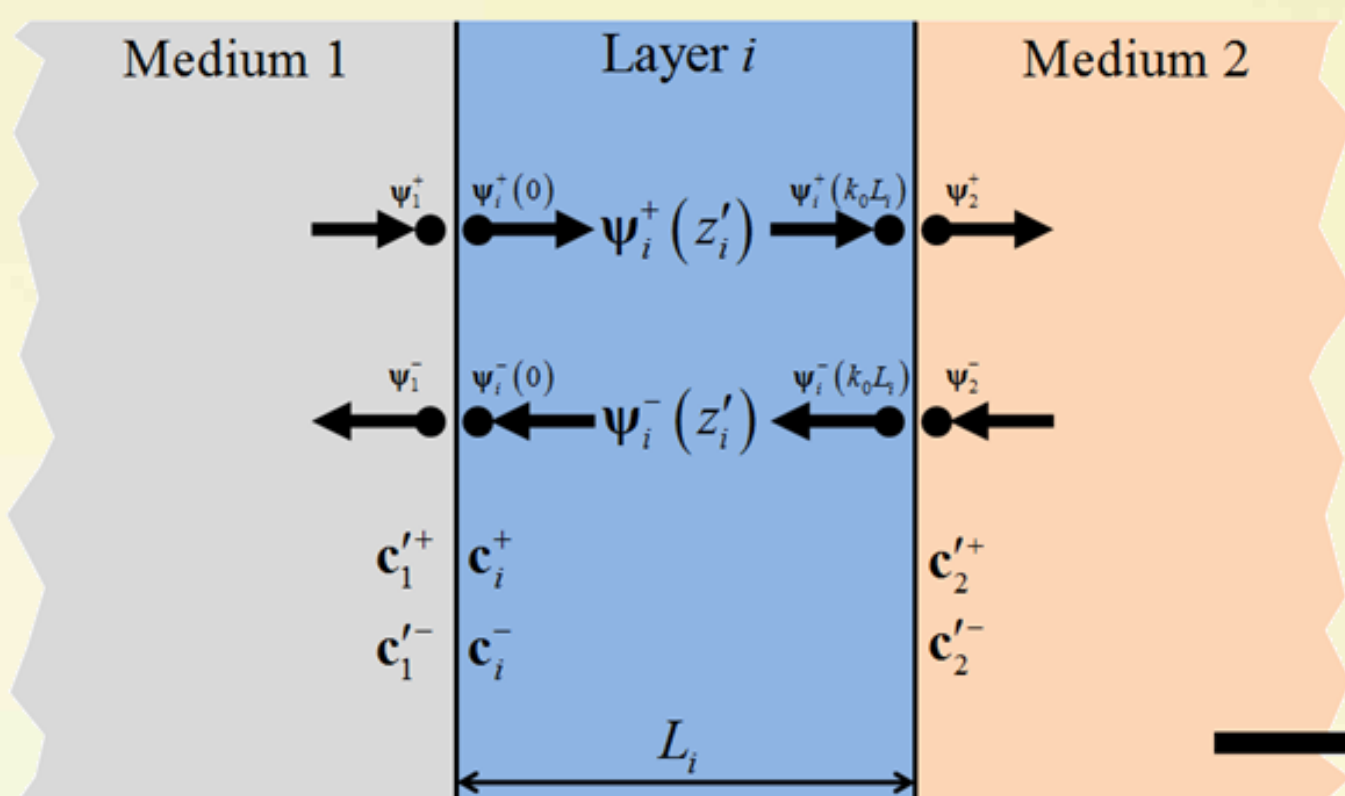 Medium 1 Layer i Medium 2
ψ₁⁺ ψᵢ⁺(0) ψᵢ⁺(z′ᵢ) ψᵢ⁺(k₀Lᵢ) ψ₂⁺
ψ₁⁻ ψᵢ⁻(0) ψᵢ⁻(z′ᵢ) ψᵢ⁻(k₀Lᵢ) ψ₂⁻
c′₁⁺ cᵢ⁺ c′₂⁺
c′₁⁻ cᵢ⁻ c′₂⁻
Lᵢ